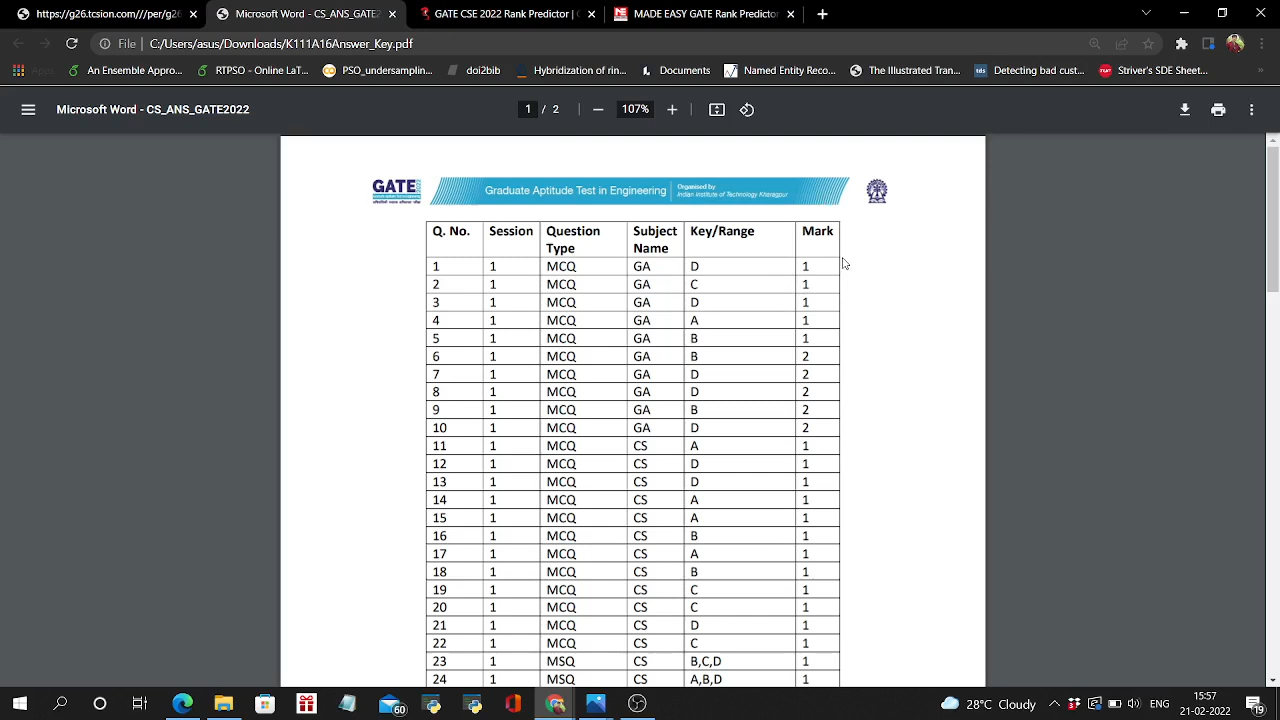 https://g26.tcsion.com///per/g26
Microsoft Word - CS_ANS_GATE2
GATE CSE 2022 Rank Predictor |
MADE EASY GATE Rank Predictor
File
C:/Users/asus/Downloads/K11A16Answer_Key.pdf
Apps
An Ensemble Appro...
RTPSO - Online LaT...
PSO_undersamp
doi2bib
Hybridization of rin...
Documents
Named Entity Reco...
The Illustrated Tran...
Detecting bad cust...
Striver's SDE Sheet...
»
Microsoft Word - CS_ANS_GATE2022
1 / 2
107%
GATE
Graduate Aptitude Test in Engineering
Organised by
Indian Institute of Technology Kharagpur
Q. No. Session Question Type Subject Name Key/Range Mark
1 1 MCQ GA D 1
2 1 MCQ GA C 1
3 1 MCQ GA D 1
4 1 MCQ GA A 1
5 1 MCQ GA B 1
6 1 MCQ GA B 2
7 1 MCQ GA D 2
8 1 MCQ GA D 2
9 1 MCQ GA B 2
10 1 MCQ GA D 2
11 1 MCQ CS A 1
12 1 MCQ CS D 1
13 1 MCQ CS D 1
14 1 MCQ CS A 1
15 1 MCQ CS A 1
16 1 MCQ CS B 1
17 1 MCQ CS A 1
18 1 MCQ CS B 1
19 1 MCQ CS C 1
20 1 MCQ CS C 1
21 1 MCQ CS D 1
22 1 MCQ CS C 1
23 1 MSQ CS B,C,D 1
24 1 MSQ CS A,B,D 1
60
28°C Cloudy
ENG
15:57
21-02-2022